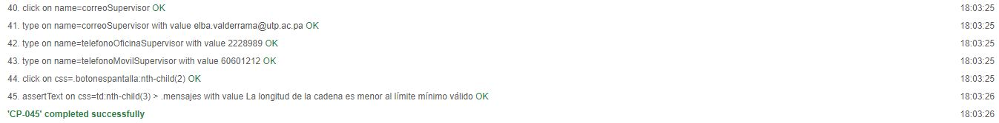 40. click on name=correoSupervisor OK 18:03:25
41. type on name=correoSupervisor with value elba.valderrama@utp.ac.pa OK 18:03:25
42. type on name=telefonoOficinaSupervisor with value 2228989 OK 18:03:25
43. type on name=telefonoMovilSupervisor with value 60601212 OK 18:03:25
44. click on css=.botonespantalla:nth-child(2) OK 18:03:25
45. assertText on css=td:nth-child(3) > .mensajes with value La longitud de la cadena es menor al límite mínimo válido OK 18:03:26
'CP-045' completed successfully 18:03:26